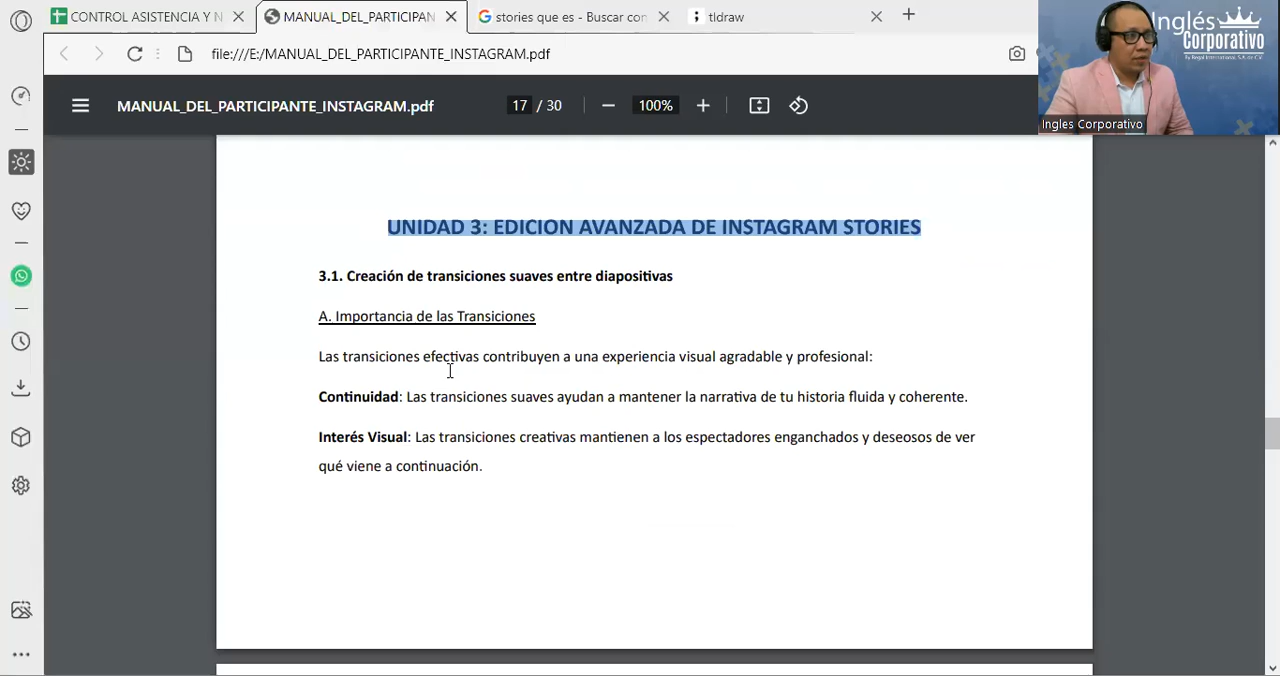 CONTROL ASISTENCIA Y N
MANUAL_DEL_PARTICIPAN
stories que es - Buscar con
tldraw
file:///E:/MANUAL_DEL_PARTICIPANTE_INSTAGRAM.pdf
MANUAL_DEL_PARTICIPANTE_INSTAGRAM.pdf
17 / 30
100%
Inglés
Corporativo
By Regal International, S.A. de C.V.
Ingles Corporativo
UNIDAD 3: EDICION AVANZADA DE INSTAGRAM STORIES
3.1. Creación de transiciones suaves entre diapositivas
A. Importancia de las Transiciones
Las transiciones efectivas contribuyen a una experiencia visual agradable y profesional:
Continuidad: Las transiciones suaves ayudan a mantener la narrativa de tu historia fluida y coherente.
Interés Visual: Las transiciones creativas mantienen a los espectadores enganchados y deseosos de ver
qué viene a continuación.